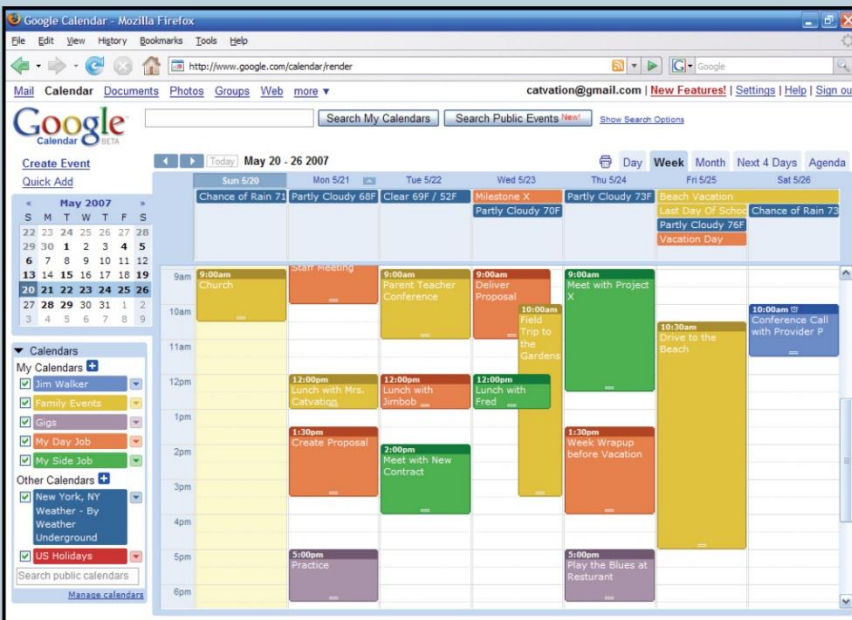 Google Calendar - Mozilla Firefox
File Edit View History Bookmarks Tools Help
http://www.google.com/calendar/render
G Google
Mail Calendar Documents Photos Groups Web more ▼
catvation@gmail.com | New Features! | Settings | Help | Sign ou
Google
Calendar BETA
Search My Calendars
Search Public Events New!
Show Search Options
Create Event
Quick Add
Today May 20 - 26 2007
Day Week Month Next 4 Days Agenda
« May 2007 »
S M T W T F S
22 23 24 25 26 27 28
29 30 1 2 3 4 5
6 7 8 9 10 11 12
13 14 15 16 17 18 19
20 21 22 23 24 25 26
27 28 29 30 31 1 2
3 4 5 6 7 8 9
▼ Calendars
My Calendars +
Jim Walker
Family Events
Gigs
My Day Job
My Side Job
Other Calendars +
New York, NY
Weather - By
Weather
Underground
US Holidays
Search public calendars
Manage calendars
Sun 5/20 Mon 5/21 Tue 5/22 Wed 5/23 Thu 5/24 Fri 5/25 Sat 5/26
Chance of Rain 71
Partly Cloudy 68F
Clear 69F / 52F
Milestone X
Partly Cloudy 70F
Partly Cloudy 73F
Beach Vacation
Last Day Of Schoo
Partly Cloudy 76F
Vacation Day
Chance of Rain 73
9am
10am
11am
12pm
1pm
2pm
3pm
4pm
5pm
6pm
9:00am
Church
Staff Meeting
12:00pm
Lunch with Mrs.
Catvation
1:30pm
Create Proposal
5:00pm
Practice
9:00am
Parent Teacher
Conference
12:00pm
Lunch with
Jimbob
2:00pm
Meet with New
Contract
9:00am
Deliver
Proposal
10:00am
Field
Trip to
the
Gardens
12:00pm
Lunch with
Fred
9:00am
Meet with Project
X
1:30pm
Week Wrapup
before Vacation
5:00pm
Play the Blues at
Resturant
10:30am
Drive to the
Beach
10:00am
Conference Call
with Provider P